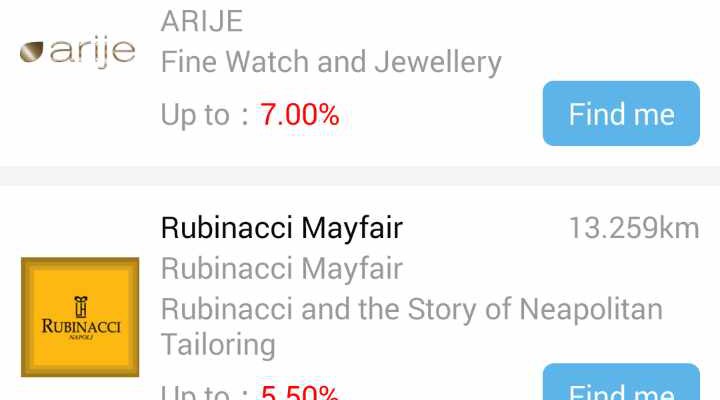 ARIJE
arije
Fine Watch and Jewellery
Up to : 7.00%
Find me
Rubinacci Mayfair
13.259km
Rubinacci Mayfair
Rubinacci and the Story of Neapolitan
Tailoring
RUBINACCI
NAPOLI
Up to : 5.50%
Find me